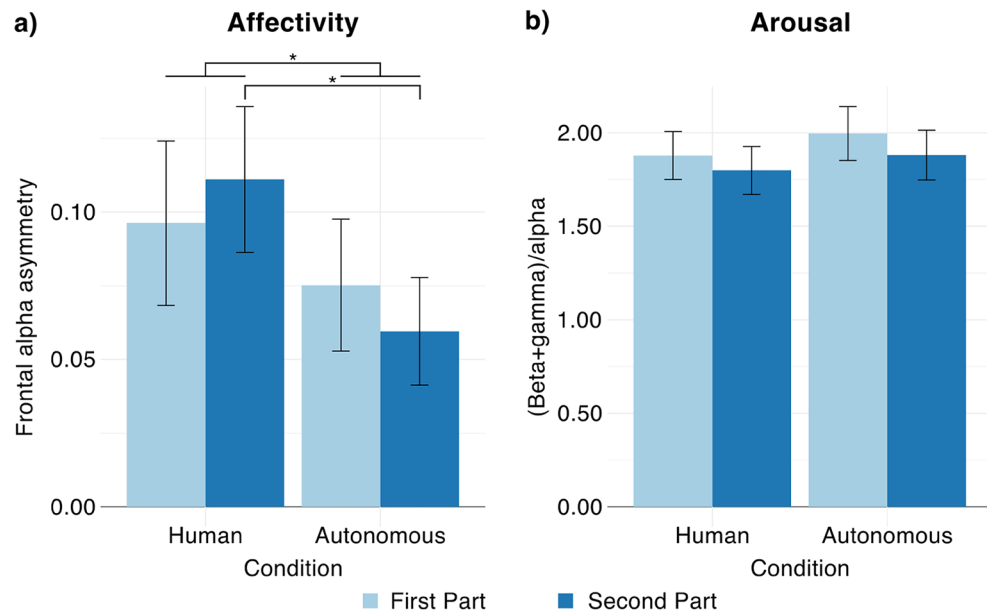 a) Affectivity
*
*
Frontal alpha asymmetry
0.10
0.05
0.00
Human Autonomous
Condition
b) Arousal
(Beta+gamma)/alpha
2.00
1.50
1.00
0.50
0.00
Human Autonomous
Condition
First Part Second Part